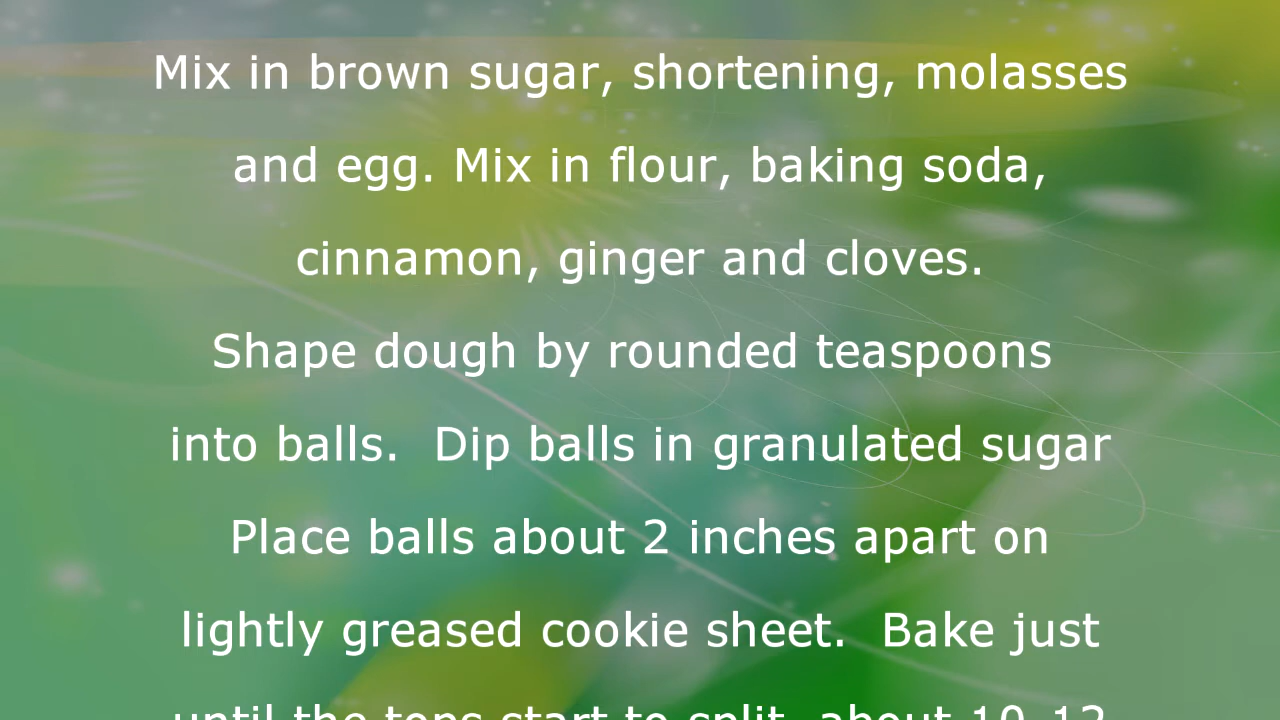 Mix in brown sugar, shortening, molasses
and egg. Mix in flour, baking soda,
cinnamon, ginger and cloves.
Shape dough by rounded teaspoons
into balls.  Dip balls in granulated sugar
Place balls about 2 inches apart on
lightly greased cookie sheet.  Bake just
until the tops start to split, about 10-12